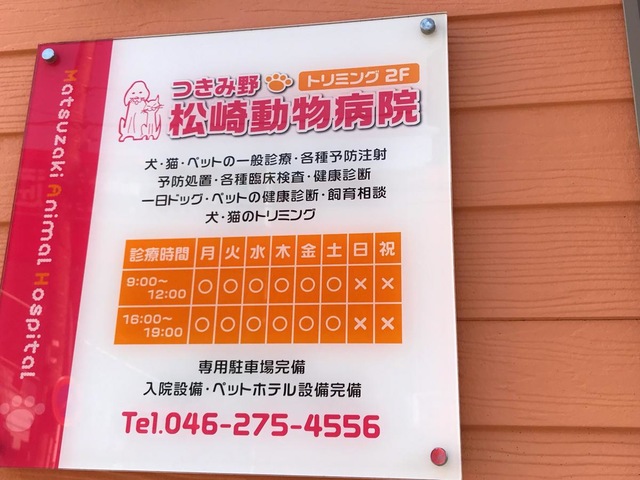 Matsuzaki Animal Hospital
つきみ野
トリミング 2F
松崎動物病院
犬・猫・ペットの一般診療・各種予防注射
予防処置・各種臨床検査・健康診断
一日ドッグ・ペットの健康診断・飼育相談
犬・猫のトリミング
診療時間 月 火 水 木 金 土 日 祝
9:00〜
12:00 ○ ○ ○ ○ ○ ○ × ×
16:00〜
19:00 ○ ○ ○ ○ ○ ○ × ×
専用駐車場完備
入院設備・ペットホテル設備完備
Tel.046-275-4556